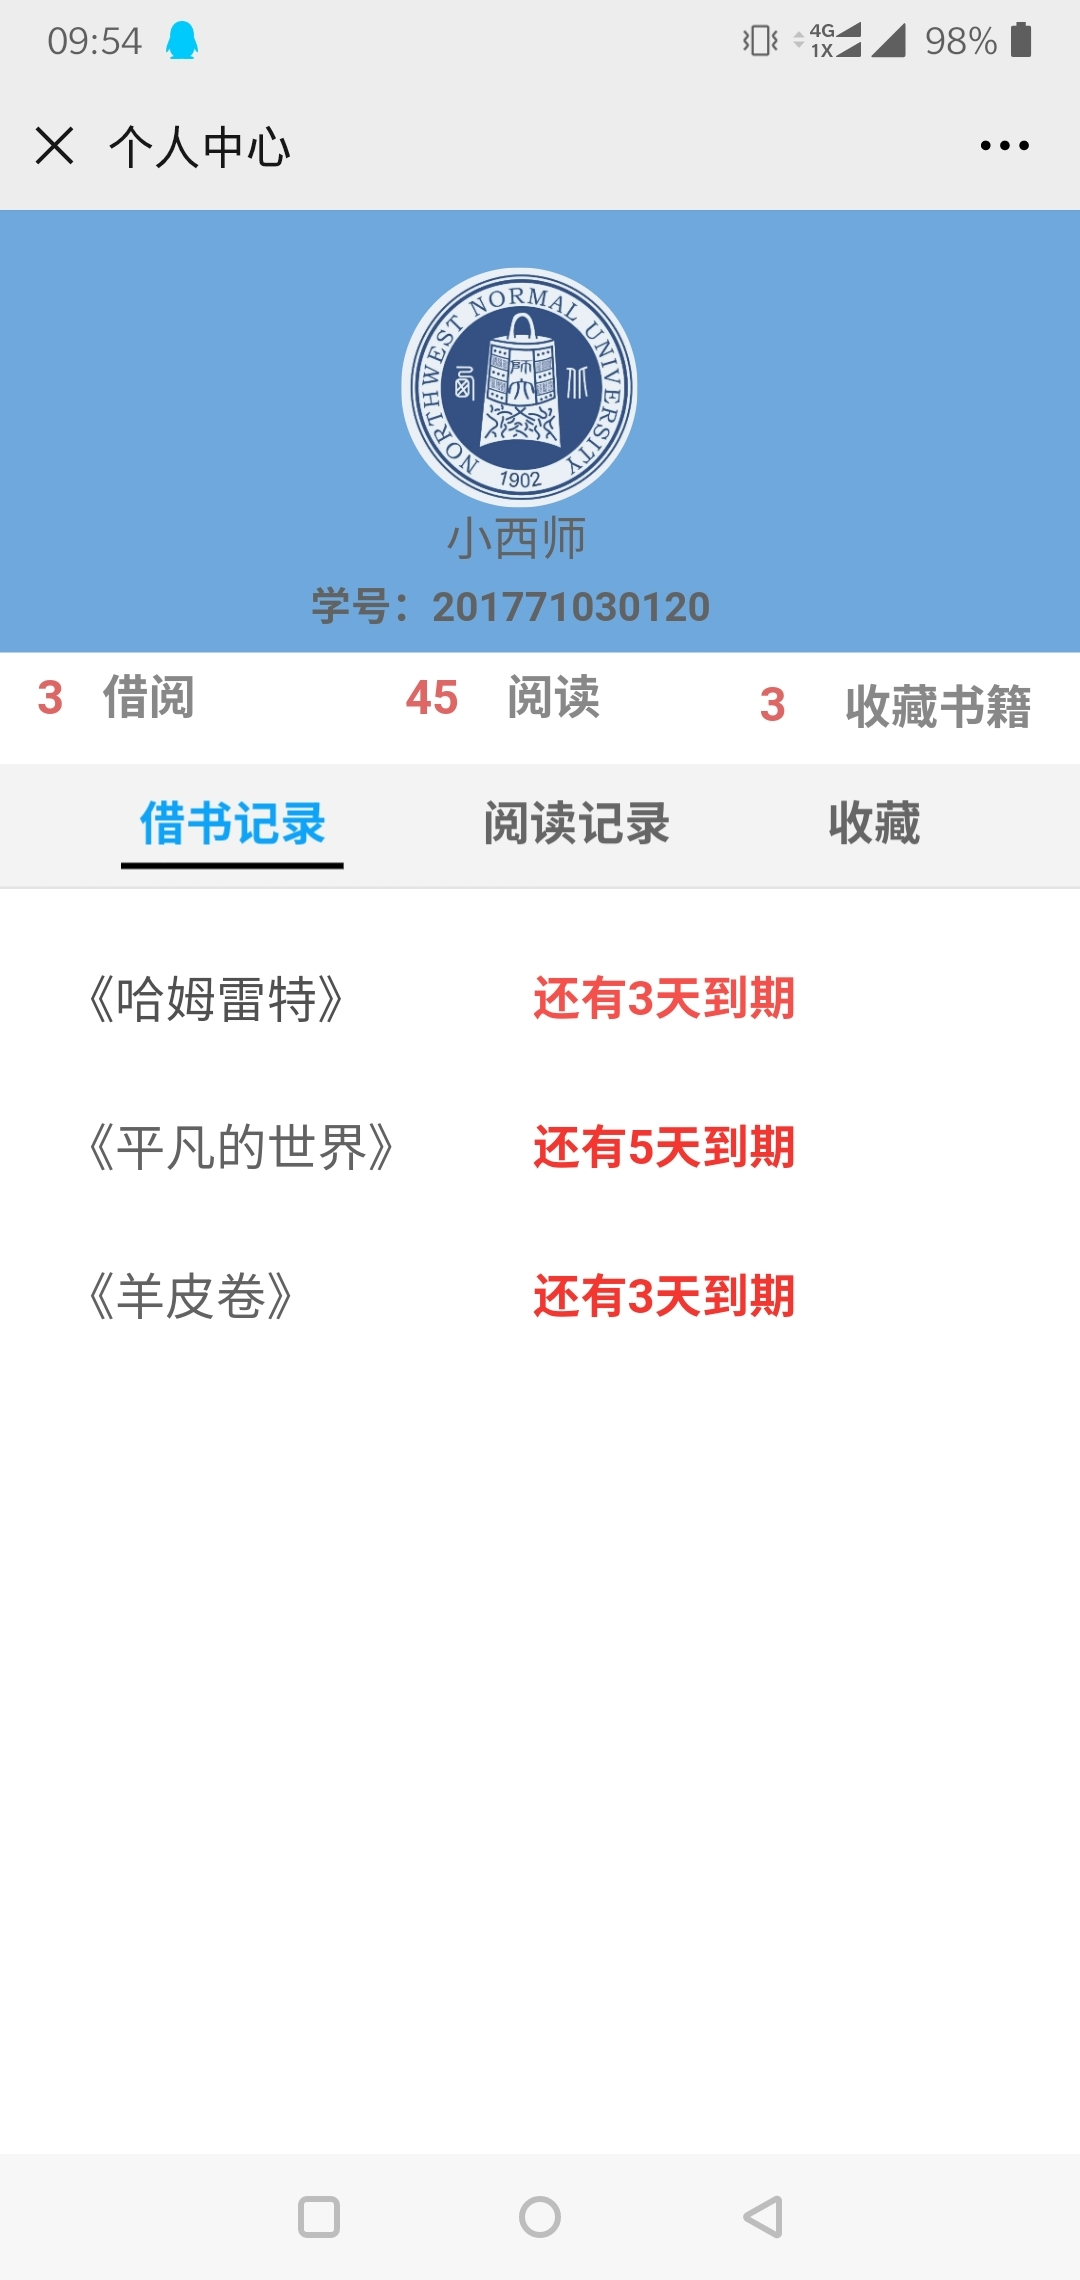 09:54 4G 1X 98%
个人中心
NORTHWEST NORMAL UNIVERSITY
1902
小西师
学号：201771030120
3 借阅 45 阅读 3 收藏书籍
借书记录 阅读记录 收藏
《哈姆雷特》 还有3天到期
《平凡的世界》 还有5天到期
《羊皮卷》 还有3天到期